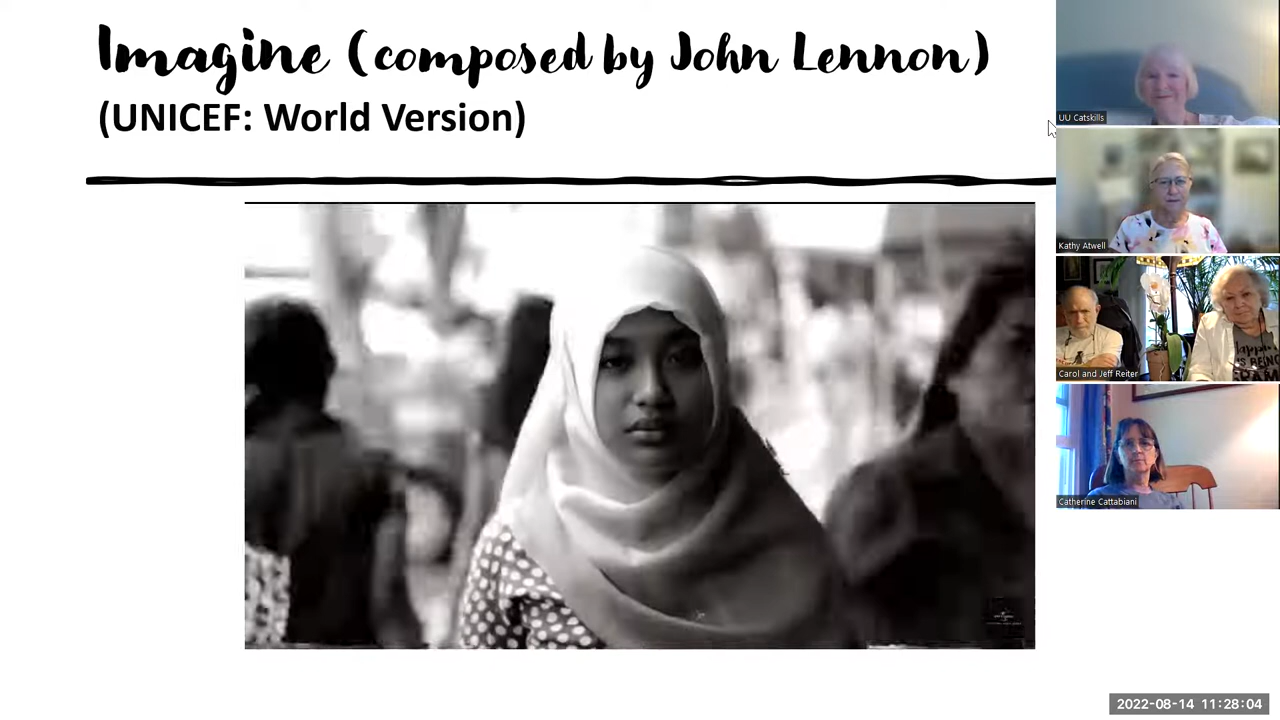 Imagine (composed by John Lennon)
(UNICEF: World Version)
UU Catskills
Kathy Atwell
Carol and Jeff Reiter
Catherine Cattabiani
2022-08-14 11:28:04